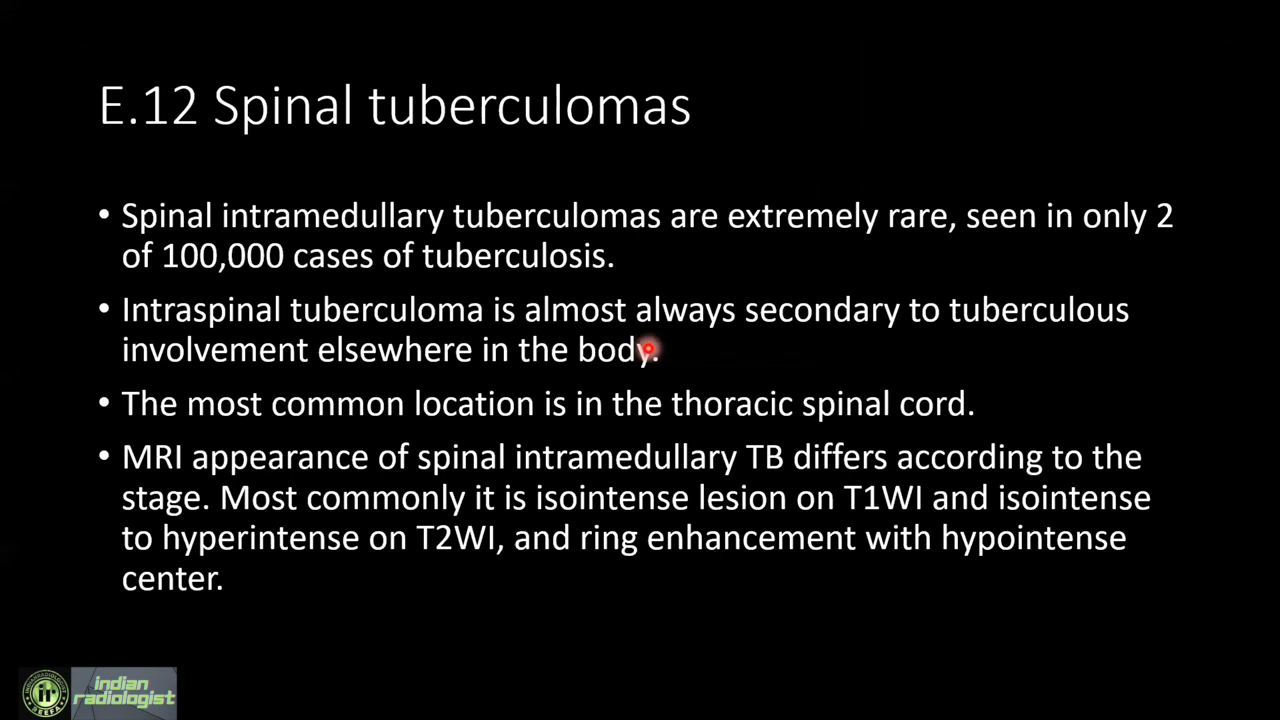 E.12 Spinal tuberculomas
• Spinal intramedullary tuberculomas are extremely rare, seen in only 2
of 100,000 cases of tuberculosis.
• Intraspinal tuberculoma is almost always secondary to tuberculous
involvement elsewhere in the body.
• The most common location is in the thoracic spinal cord.
• MRI appearance of spinal intramedullary TB differs according to the
stage. Most commonly it is isointense lesion on T1WI and isointense
to hyperintense on T2WI, and ring enhancement with hypointense
center.
ir
indian
radiologist